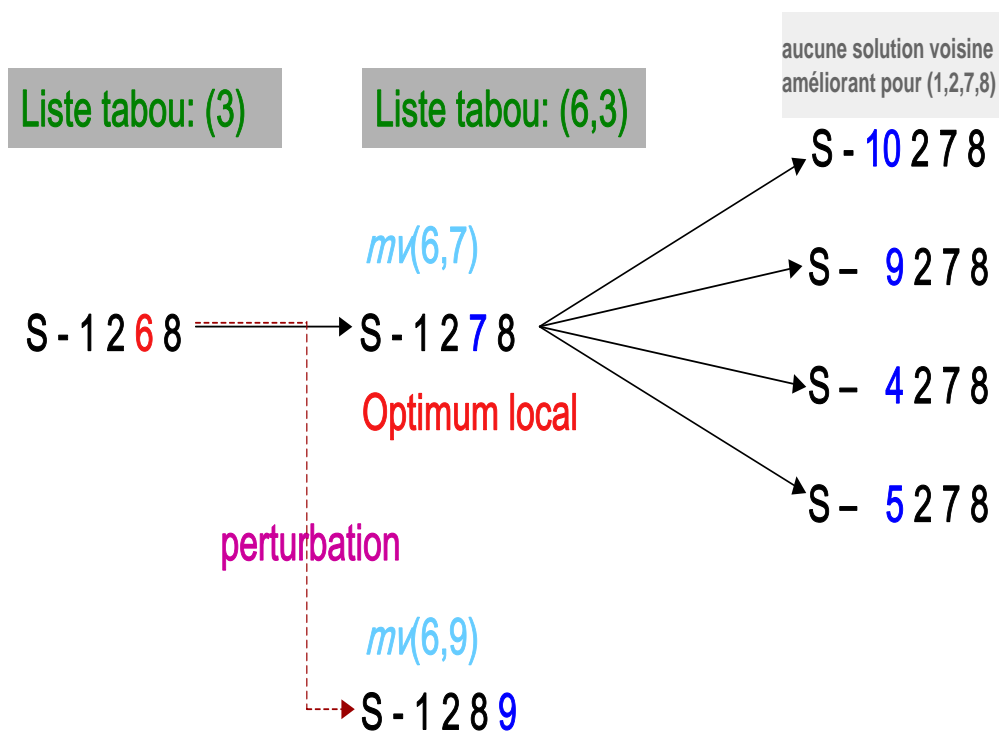 aucune solution voisine
améliorant pour (1,2,7,8)
Liste tabou: (3)
Liste tabou: (6,3)
S - 10 2 7 8
mv(6,7)
S – 9 2 7 8
S - 1 2 6 8
S - 1 2 7 8
S – 4 2 7 8
Optimum local
S – 5 2 7 8
perturbation
mv(6,9)
S - 1 2 8 9